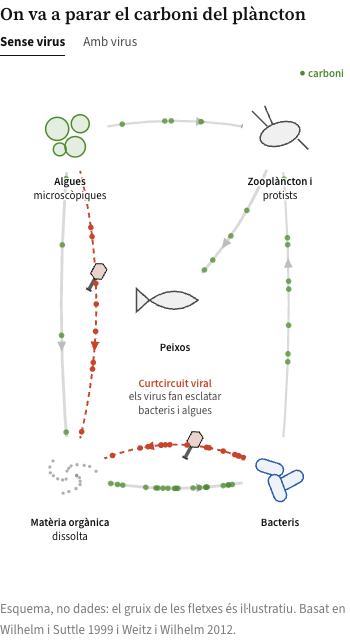 On va a parar el carboni del plàncton
Sense virus
Amb virus
carboni
Algues
microscòpiques
Zooplàncton i
protists
Peixos
Curtcircuit viral
els virus fan esclatar
bacteris i algues
Matèria orgànica
dissolta
Bacteris
Esquema, no dades: el gruix de les fletxes és il·lustratiu. Basat en
Wilhelm i Suttle 1999 i Weitz i Wilhelm 2012.